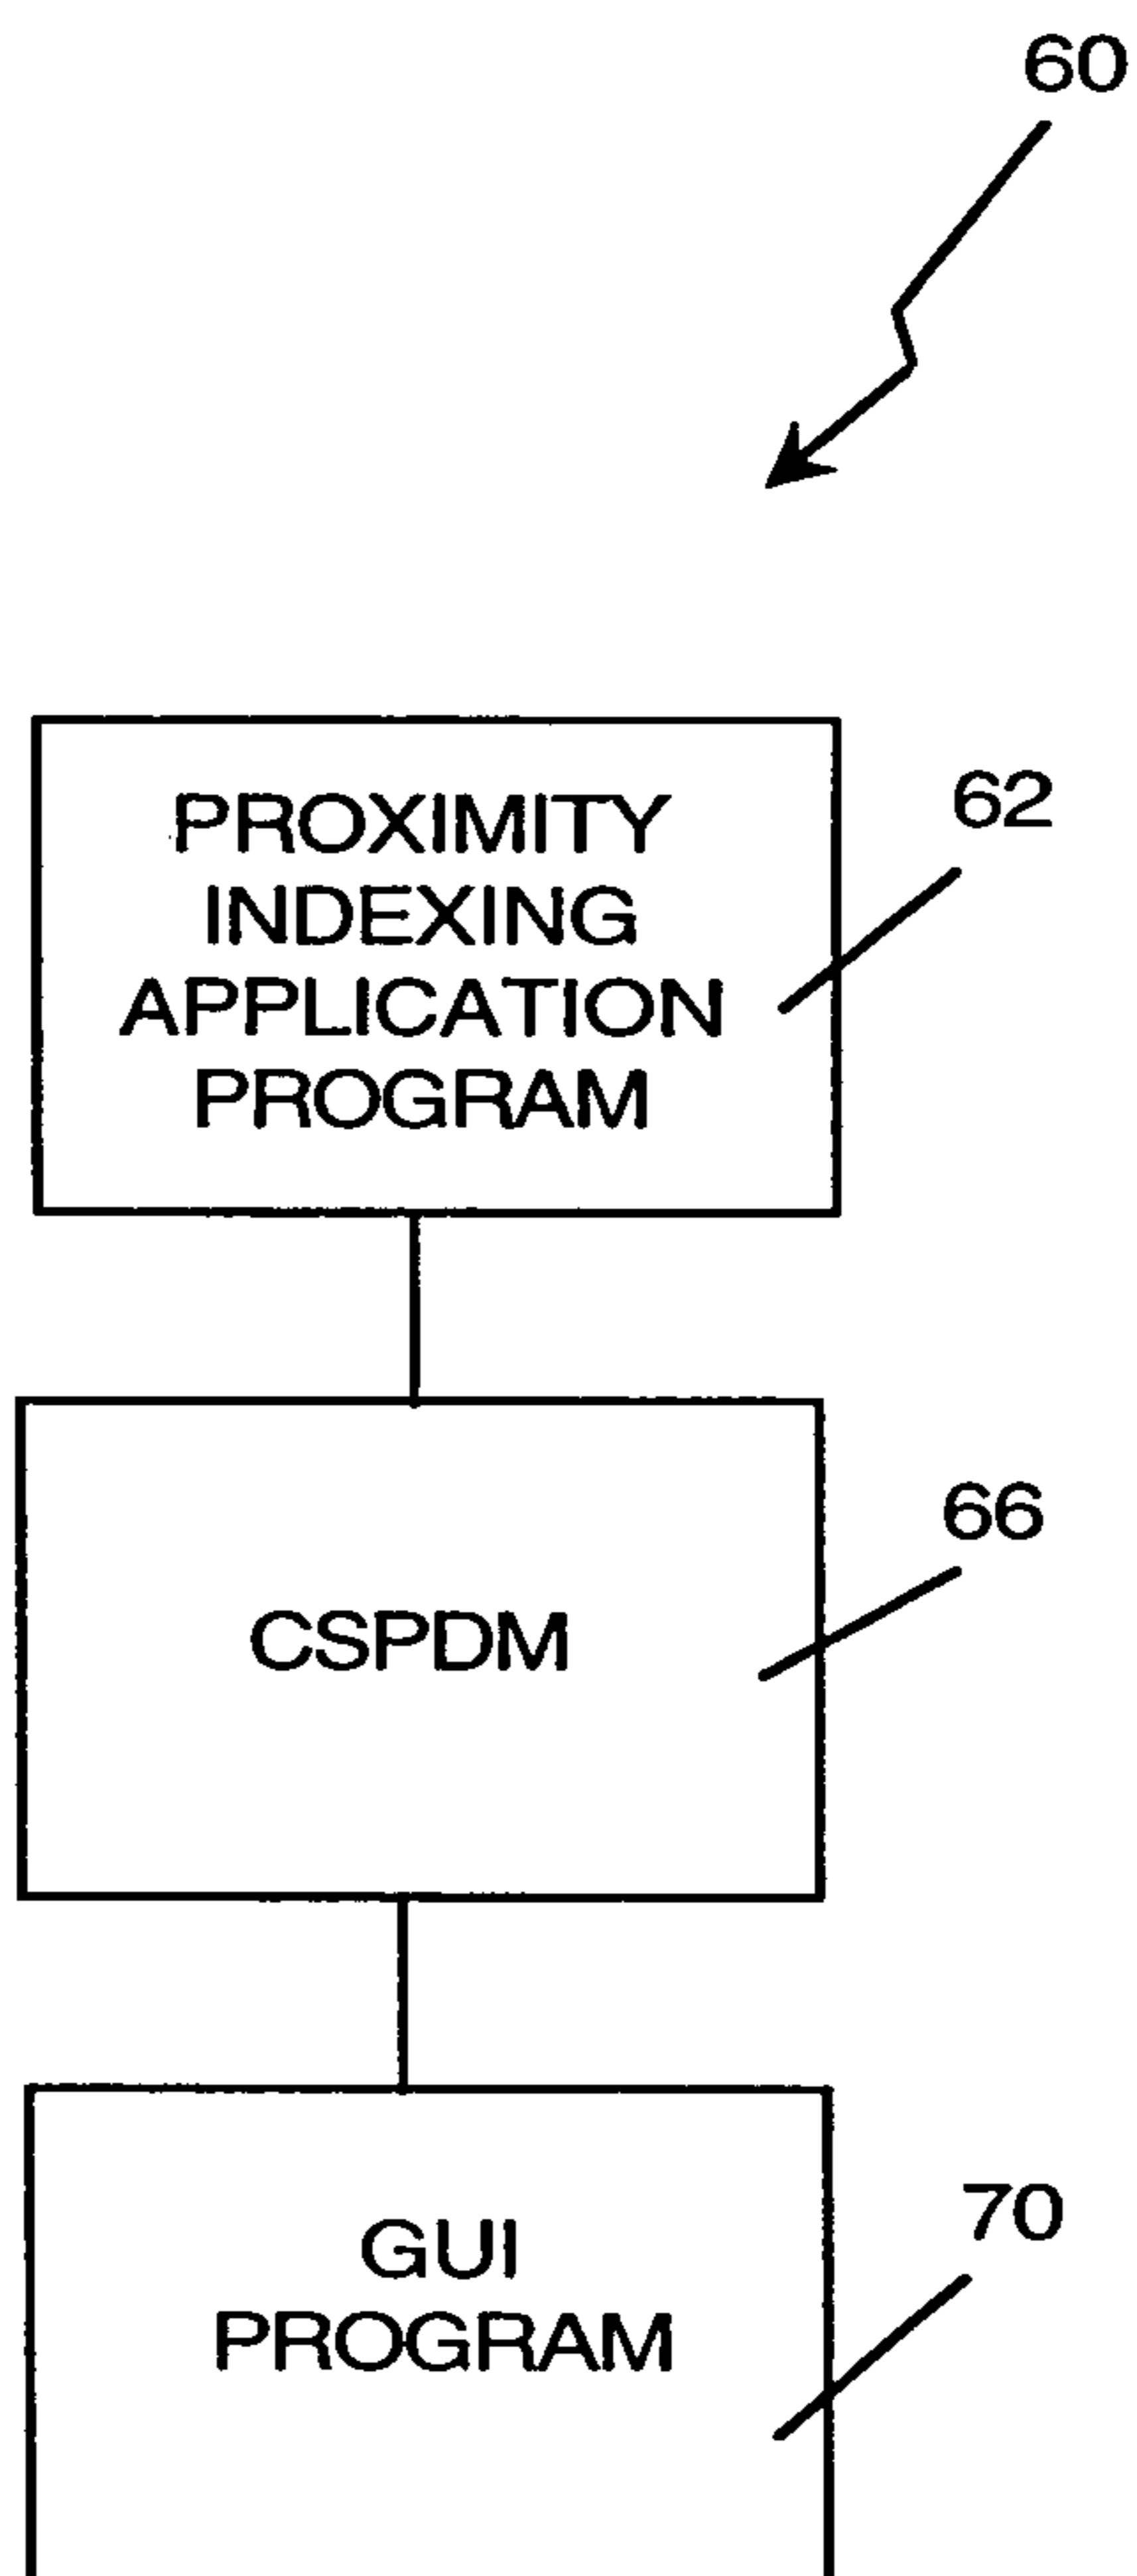 60
PROXIMITY
INDEXING
APPLICATION
PROGRAM
62
CSPDM
66
GUI
PROGRAM
70